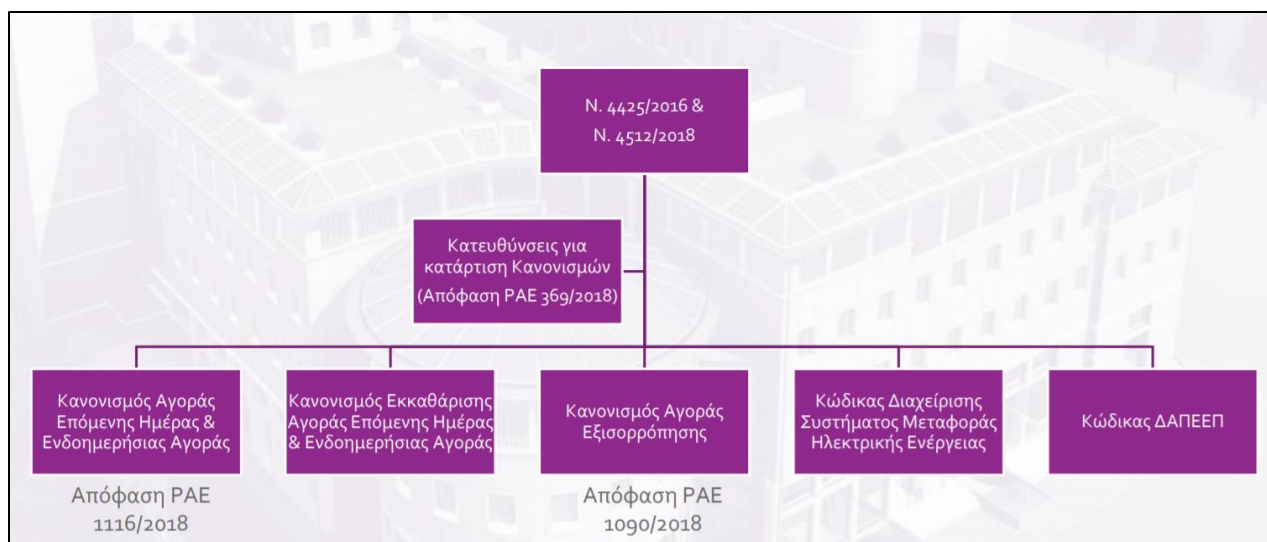 Ν. 4425/2016 &
Ν. 4512/2018
Κατευθύνσεις για
κατάρτιση Κανονισμών
(Απόφαση ΡΑΕ 369/2018)
Κανονισμός Αγοράς
Επόμενης Ημέρας &
Ενδοημερήσιας Αγοράς
Κανονισμός Εκκαθάρισης
Αγοράς Επόμενης Ημέρας
& Ενδοημερήσιας Αγοράς
Κανονισμός Αγοράς
Εξισορρόπησης
Κώδικας Διαχείρισης
Συστήματος Μεταφοράς
Ηλεκτρικής Ενέργειας
Κώδικας ΔΑΠΕΕΠ
Απόφαση ΡΑΕ
1116/2018
Απόφαση ΡΑΕ
1090/2018